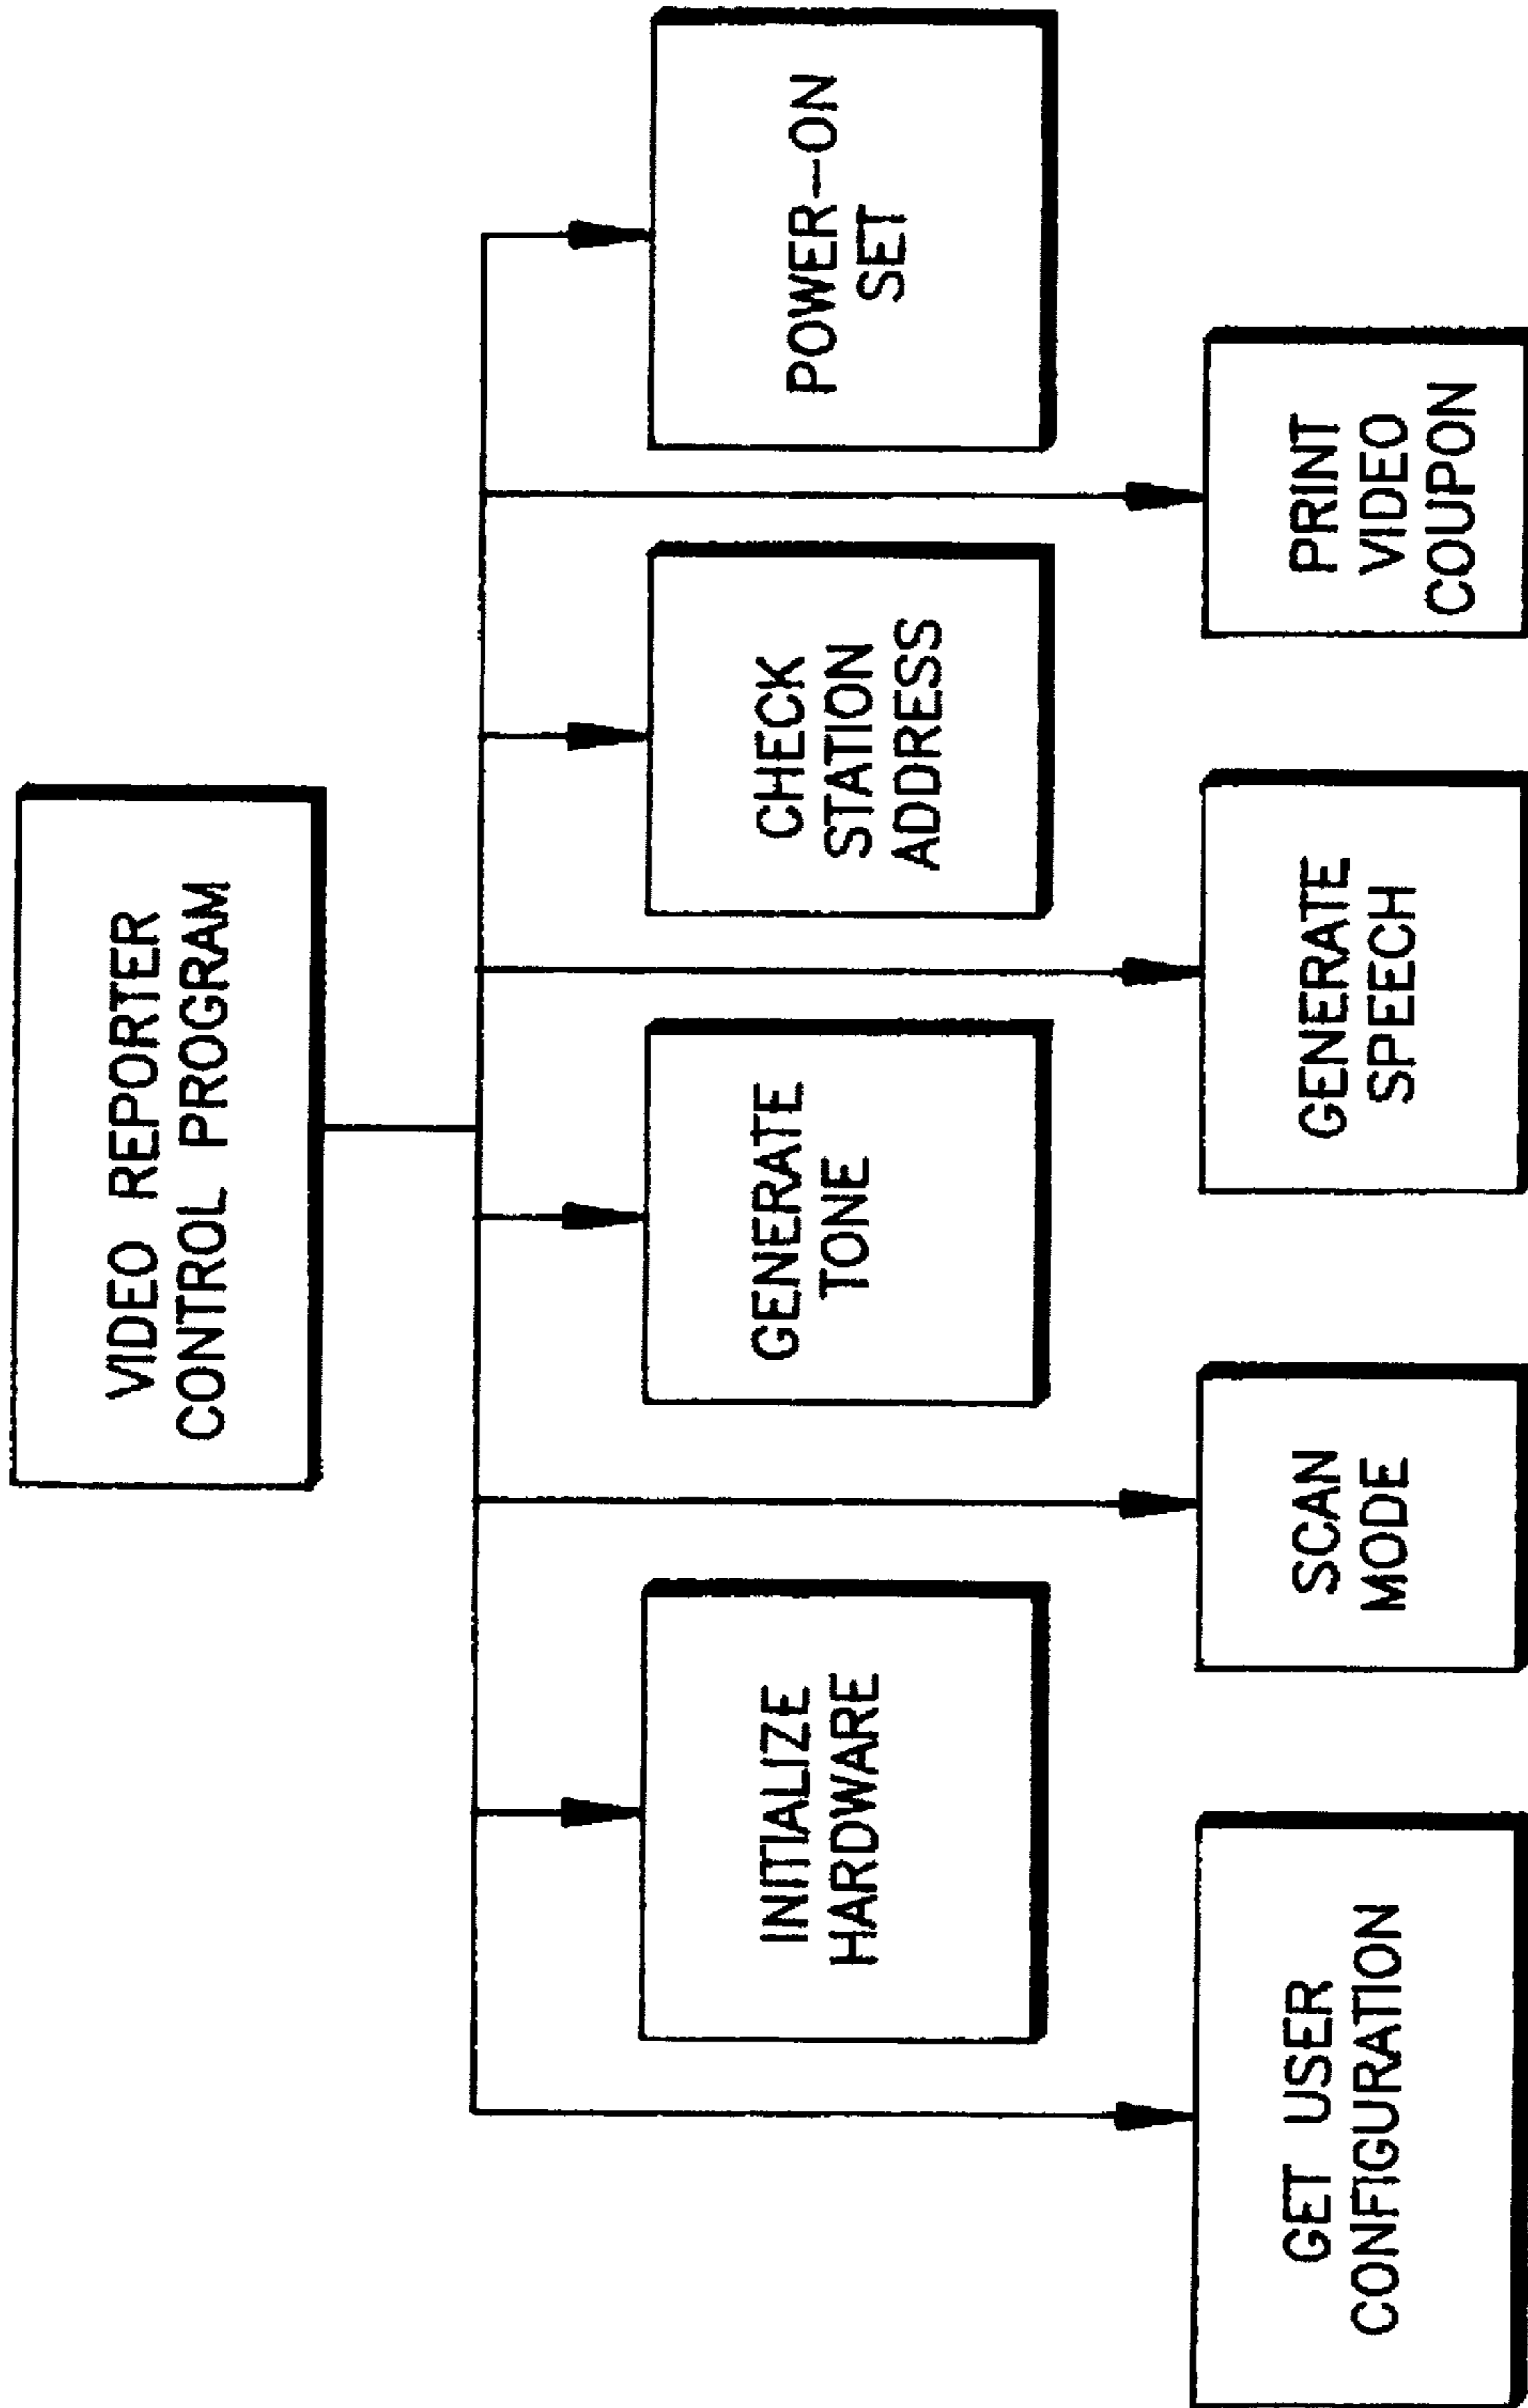 VIDEO REPORTER
CONTROL PROGRAM
INITIALIZE
HARDWARE
GENERATE
TONE
CHECK
STATION
ADDRESS
POWER-ON
SET
GET USER
CONFIGURATION
SCAN
MODE
GENERATE
SPEECH
PRINT
VIDEO
COUPON